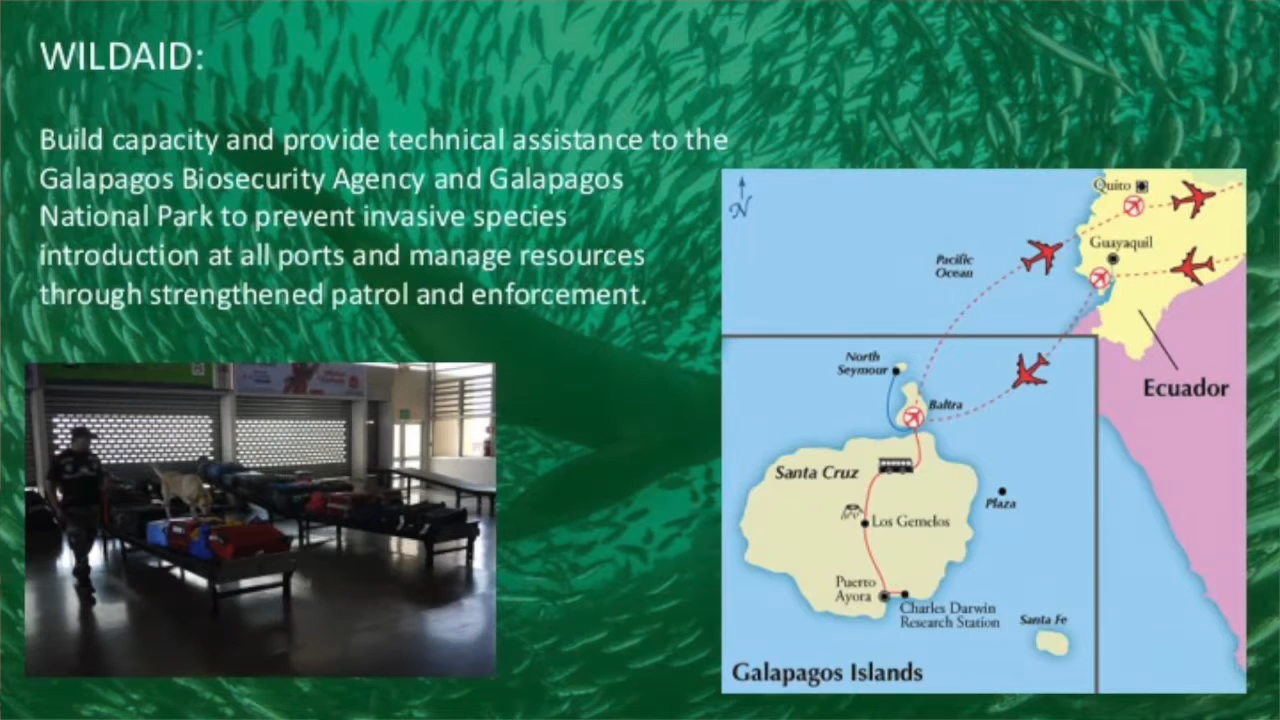 WILDAID:
Build capacity and provide technical assistance to the
Galapagos Biosecurity Agency and Galapagos
National Park to prevent invasive species
introduction at all ports and manage resources
through strengthened patrol and enforcement.
N
Quito
Guayaquil
Pacific
Ocean
Ecuador
North
Seymour
Baltra
Santa Cruz
Plaza
Los Gemelos
Puerto
Ayora
Charles Darwin
Research Station
Santa Fe
Galapagos Islands